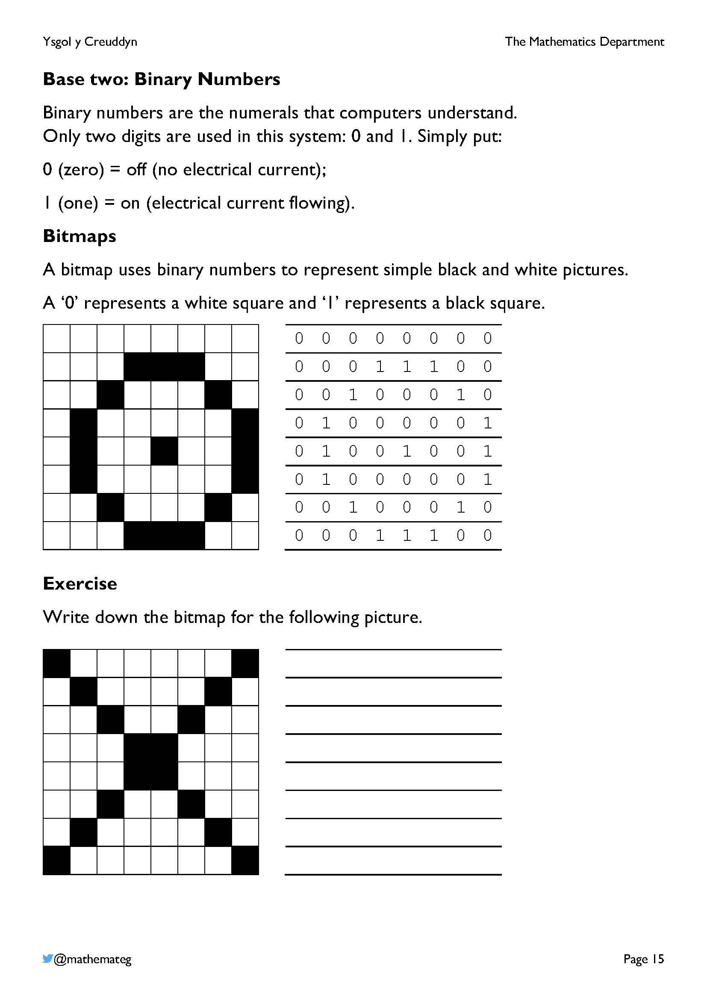 Ysgol y Creuddyn
The Mathematics Department
Base two: Binary Numbers
Binary numbers are the numerals that computers understand.
Only two digits are used in this system: 0 and 1. Simply put:
0 (zero) = off (no electrical current);
1 (one) = on (electrical current flowing).
Bitmaps
A bitmap uses binary numbers to represent simple black and white pictures.
A ‘0’ represents a white square and ‘1’ represents a black square.
0 0 0 0 0 0 0 0
0 0 0 1 1 1 0 0
0 0 1 0 0 0 1 0
0 1 0 0 0 0 0 1
0 1 0 0 1 0 0 1
0 1 0 0 0 0 0 1
0 0 1 0 0 0 1 0
0 0 0 1 1 1 0 0
Exercise
Write down the bitmap for the following picture.
@mathemateg
Page 15